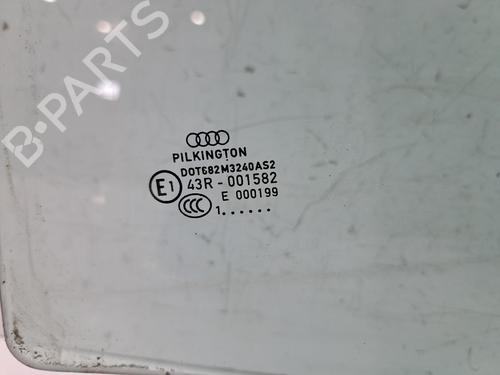 B-PARTS
PILKINGTON
DOT682M3240AS2
E1 43R - 001582
E 000199
CCC 1......